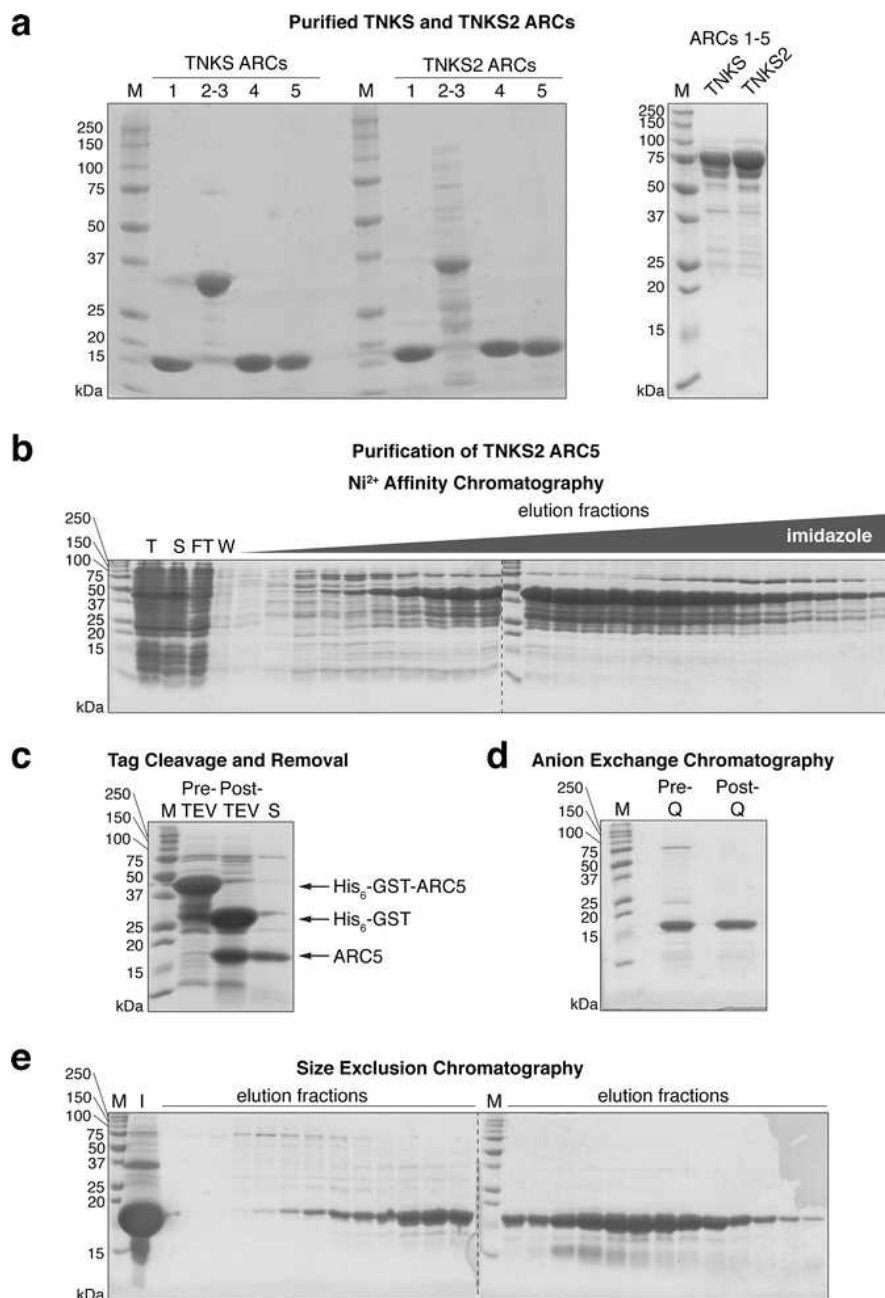 a
Purified TNKS and TNKS2 ARCs
TNKS ARCs
TNKS2 ARCs
M 1 2-3 4 5 M 1 2-3 4 5
250
150
100
75
50
37
25
20
15
kDa
ARCs 1-5
TNKS
TNKS2
M
250
150
100
75
50
37
25
20
15
kDa
b
Purification of TNKS2 ARC5
Ni²⁺ Affinity Chromatography
elution fractions
imidazole
T S FT W
250
150
100
75
50
37
25
20
15
kDa
c
Tag Cleavage and Removal
Pre- Post-
M TEV TEV S
250
150
100
75
50
37
25
20
15
kDa
His₆-GST-ARC5
His₆-GST
ARC5
d
Anion Exchange Chromatography
Pre- Post-
M Q Q
250
150
100
75
50
37
25
20
15
kDa
e
Size Exclusion Chromatography
M I elution fractions M elution fractions
250
150
100
75
50
37
25
20
15
kDa